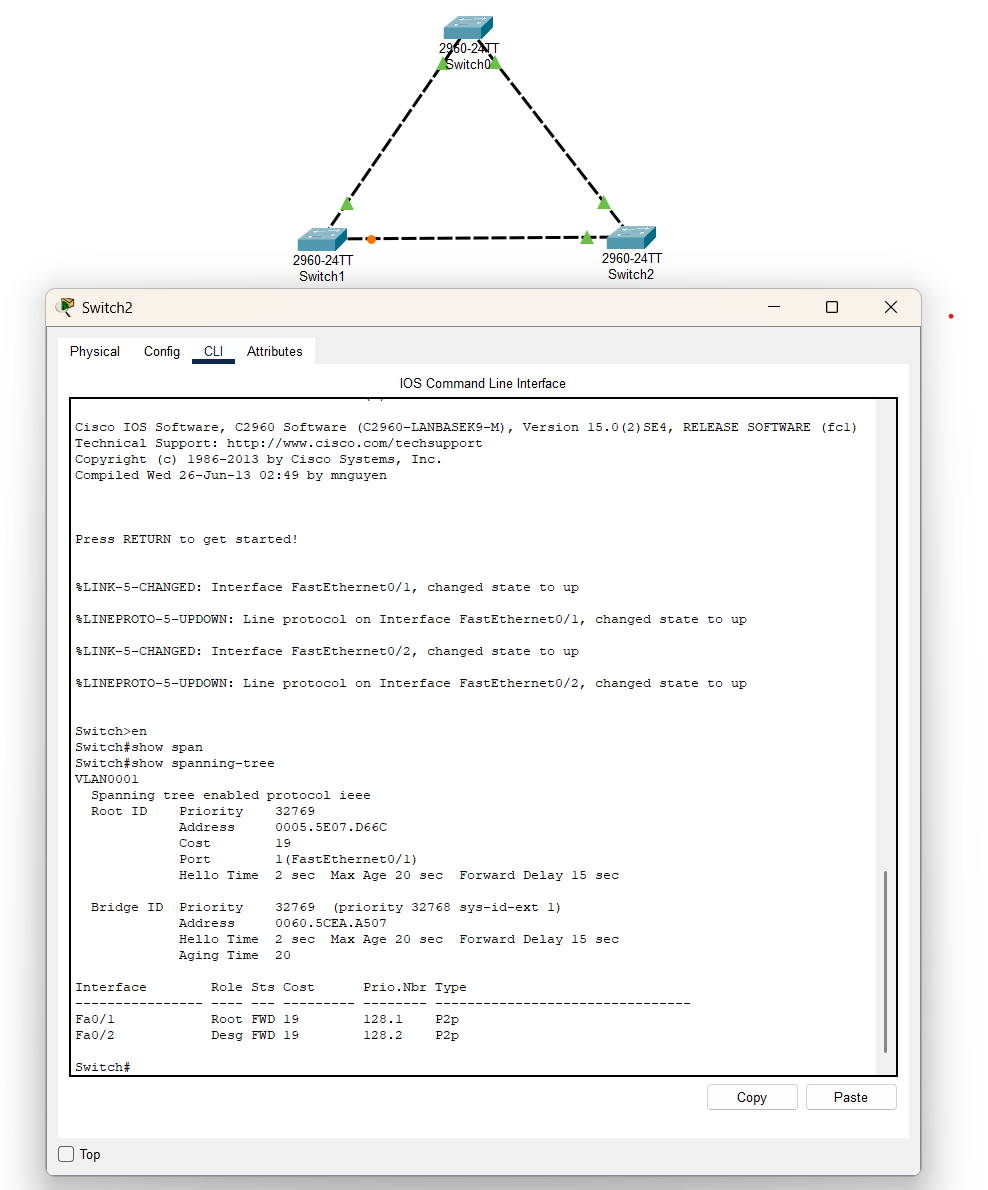 2960-24TT
Switch0
2960-24TT
Switch1
2960-24TT
Switch2
Switch2
Physical Config CLI Attributes
IOS Command Line Interface
Cisco IOS Software, C2960 Software (C2960-LANBASEK9-M), Version 15.0(2)SE4, RELEASE SOFTWARE (fc1)
Technical Support: http://www.cisco.com/techsupport
Copyright (c) 1986-2013 by Cisco Systems, Inc.
Compiled Wed 26-Jun-13 02:49 by mnguyen
Press RETURN to get started!
%LINK-5-CHANGED: Interface FastEthernet0/1, changed state to up
%LINEPROTO-5-UPDOWN: Line protocol on Interface FastEthernet0/1, changed state to up
%LINK-5-CHANGED: Interface FastEthernet0/2, changed state to up
%LINEPROTO-5-UPDOWN: Line protocol on Interface FastEthernet0/2, changed state to up
Switch>en
Switch#show span
Switch#show spanning-tree
VLAN0001
Spanning tree enabled protocol ieee
Root ID Priority 32769
Address 0005.5E07.D66C
Cost 19
Port 1(FastEthernet0/1)
Hello Time 2 sec Max Age 20 sec Forward Delay 15 sec
Bridge ID Priority 32769 (priority 32768 sys-id-ext 1)
Address 0060.5CEA.A507
Hello Time 2 sec Max Age 20 sec Forward Delay 15 sec
Aging Time 20
Interface Role Sts Cost Prio.Nbr Type
---------------- ---- --- --------- -------- --------------------------------
Fa0/1 Root FWD 19 128.1 P2p
Fa0/2 Desg FWD 19 128.2 P2p
Switch#
Copy Paste
Top